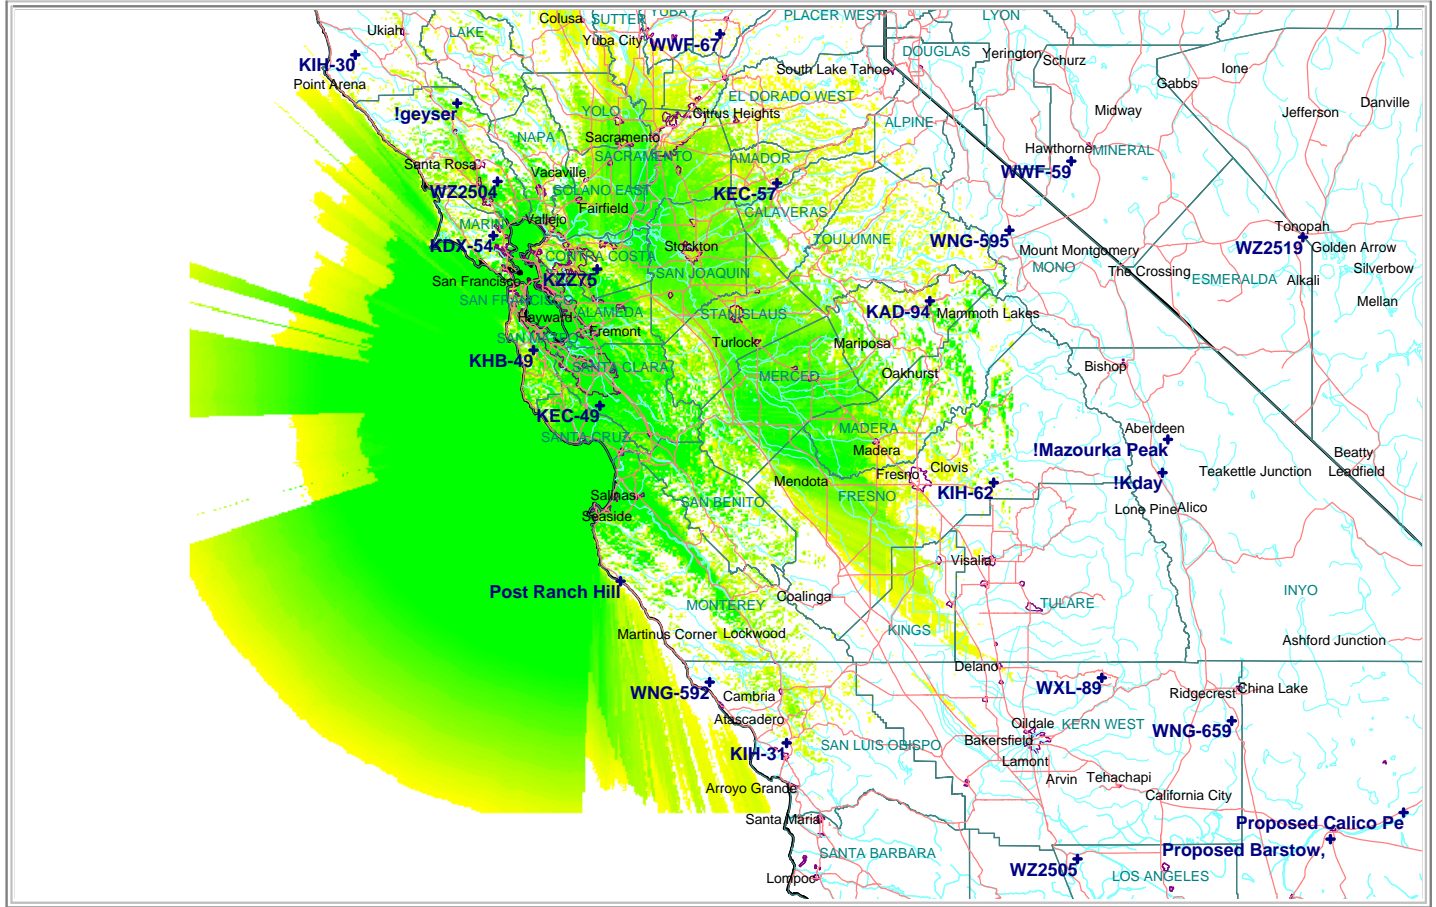 Colusa
SUTTER
YUBA
PLACER WEST
LYON
Ukiah
LAKE
Yuba City
WWF-67
DOUGLAS
Yerington
Schurz
KIH-30
Point Arena
South Lake Tahoe
Gabbs
Ione
!geyser
YOLO
EL DORADO WEST
Citrus Heights
ALPINE
Midway
Jefferson
Danville
NAPA
Sacramento
SACRAMENTO
AMADOR
Hawthorne
MINERAL
Santa Rosa
Vacaville
WWF-59
WZ2504
SOLANO EAST
KEC-57
Fairfield
CALAVERAS
MARIN
Vallejo
KDX-54
Stockton
TOULUMNE
WNG-595
Tonopah
WZ2519
Golden Arrow
CONTRA COSTA
Mount Montgomery
MONO
The Crossing
Silverbow
San Francisco
KZZ75
SAN JOAQUIN
ESMERALDA
Alkali
Mellan
SAN FRANCISCO
ALAMEDA
Hayward
STANISLAUS
KAD-94
Mammoth Lakes
Fremont
SAN MATEO
Turlock
Mariposa
KHB-49
SANTA CLARA
MERCED
Oakhurst
Bishop
KEC-49
SANTA CRUZ
MADERA
Madera
Aberdeen
!Mazourka Peak
Beatty
Clovis
Fresno
Teakettle Junction
Leadfield
Mendota
!Kday
Salinas
SAN BENITO
FRESNO
KIH-62
Lone Pine
Alico
Seaside
Visalia
Post Ranch Hill
Coalinga
INYO
MONTEREY
TULARE
Martinus Corner
Lockwood
KINGS
Ashford Junction
Delano
WNG-592
Cambria
WXL-89
Ridgecrest
China Lake
Atascadero
Oildale
KERN WEST
WNG-659
KIH-31
SAN LUIS OBISPO
Bakersfield
Lamont
Arvin
Tehachapi
Arroyo Grande
California City
Santa Maria
Proposed Calico Pe
SANTA BARBARA
Proposed Barstow,
WZ2505
LOS ANGELES
Lompoc